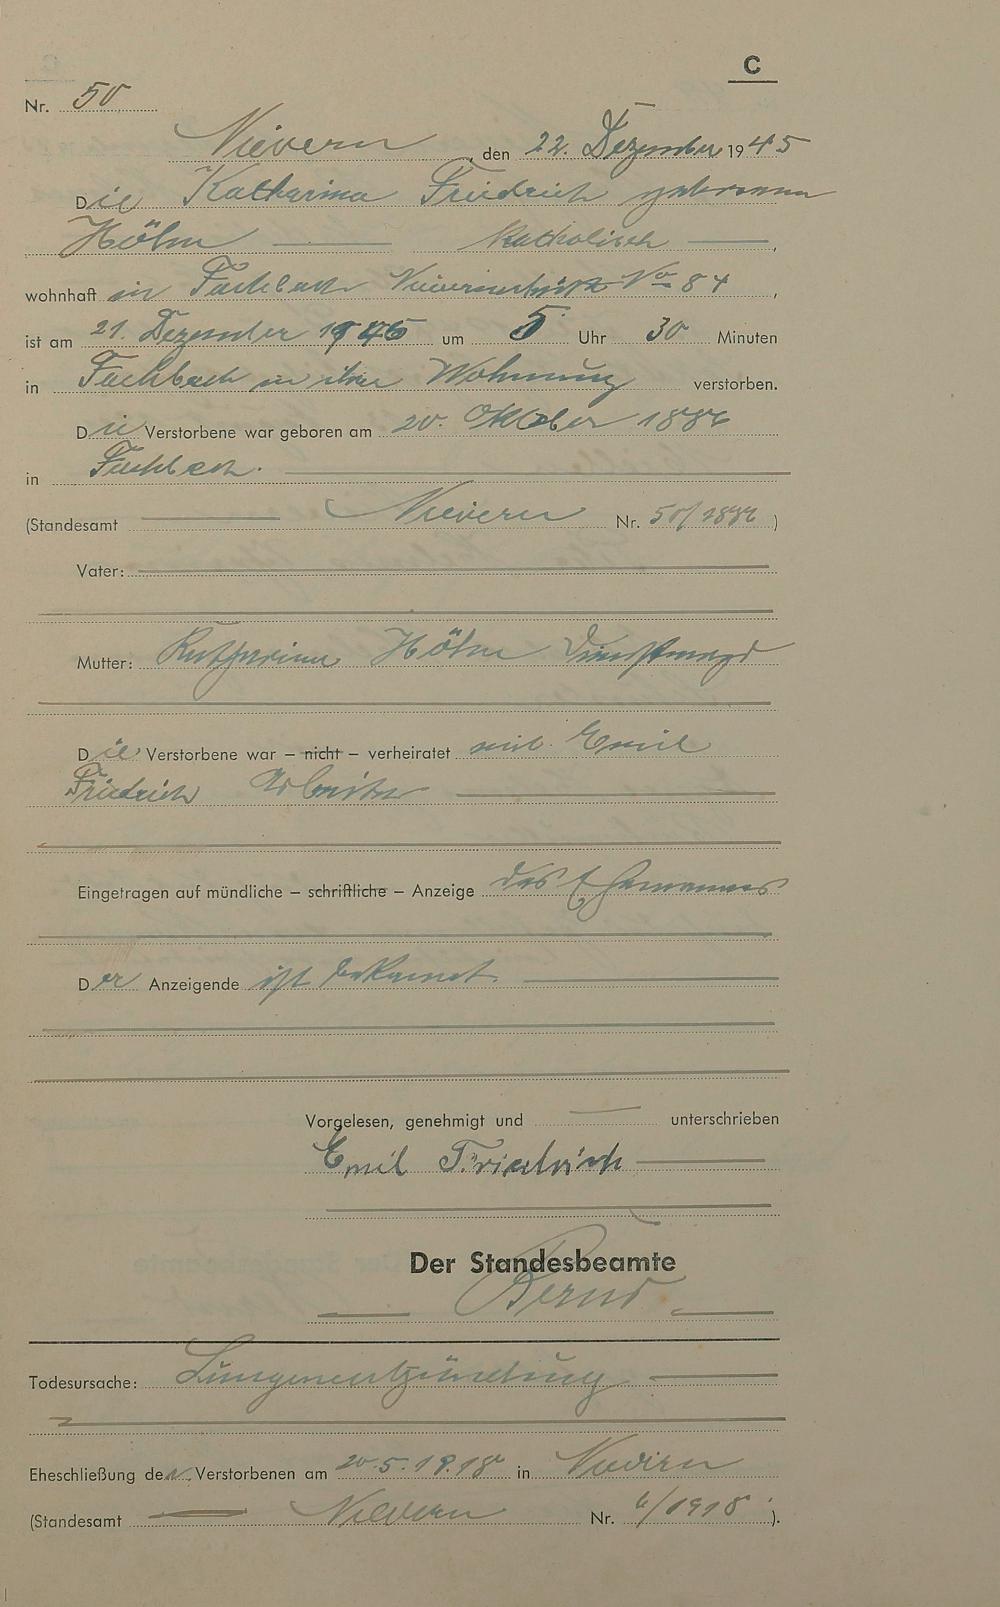 C
Nr. 50
Nievern, den 22. Dezember 1945
Die Katharina Friedrich geborenen
Höhn katholisch,
wohnhaft in Fachbach No 84,
ist am 21. Dezember 1945 um 5 Uhr 30 Minuten
in Fachbach in ihrer Wohnung verstorben.
Die Verstorbene war geboren am 20. Oktober 1886
in Fachbach.
(Standesamt Nievern Nr. 50/1886)
Vater:
Mutter: Katharina Höhn Dienstmagd
Die Verstorbene war – nicht – verheiratet mit Emil
Friedrich Arbeiter
Eingetragen auf mündliche – schriftliche – Anzeige des Ehemannes
Der Anzeigende ist bekannt.
Vorgelesen, genehmigt und unterschrieben
Emil Friedrich
Der Standesbeamte
Todesursache: Lungenentzündung
Eheschließung der Verstorbenen am 20.5.1918 in Nievern
(Standesamt Nievern Nr. 6/1918).